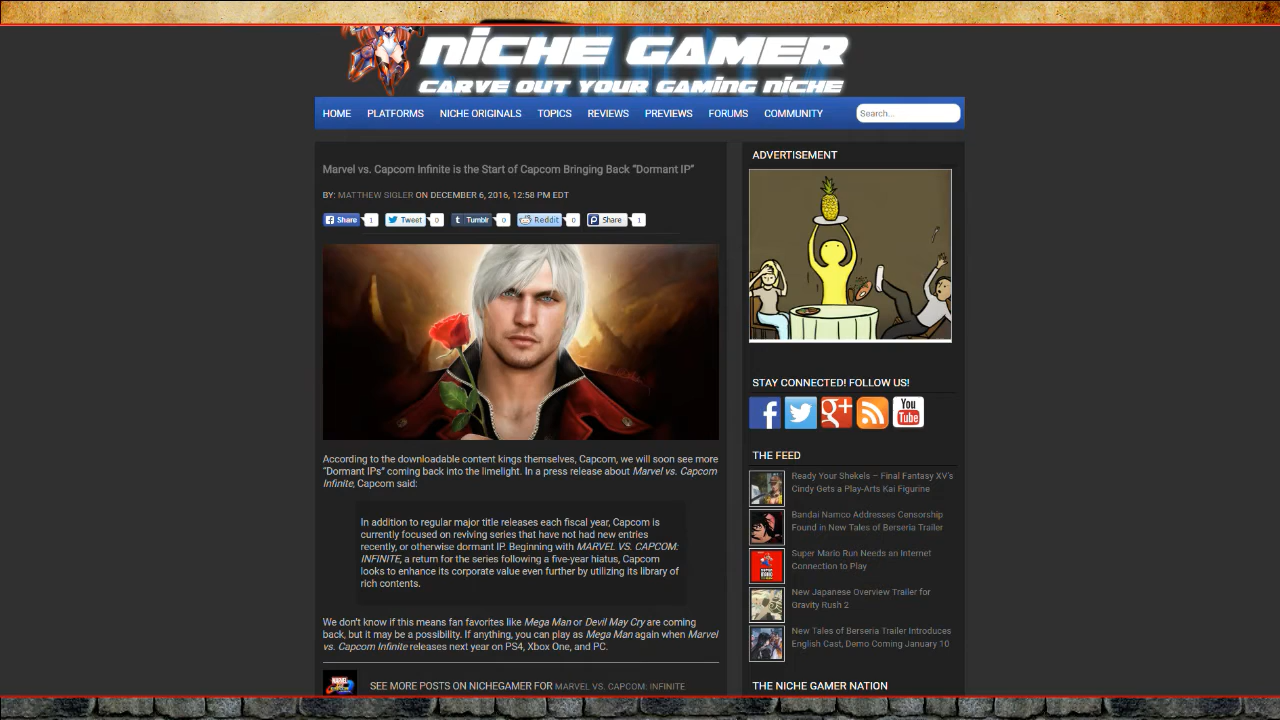 NICHE GAMER
CARVE OUT YOUR GAMING NICHE
HOME PLATFORMS NICHE ORIGINALS TOPICS REVIEWS PREVIEWS FORUMS COMMUNITY Search...
Marvel vs. Capcom Infinite is the Start of Capcom Bringing Back “Dormant IP”
BY: MATTHEW SIGLER ON DECEMBER 6, 2016, 12:58 PM EDT
Share 1 Tweet 0 Tumblr 0 Reddit 0 Share 1
According to the downloadable content kings themselves, Capcom, we will soon see more
“Dormant IPs” coming back into the limelight. In a press release about Marvel vs. Capcom
Infinite, Capcom said:
In addition to regular major title releases each fiscal year, Capcom is
currently focused on reviving series that have not had new entries
recently, or otherwise dormant IP. Beginning with MARVEL VS. CAPCOM:
INFINITE, a return for the series following a five-year hiatus, Capcom
looks to enhance its corporate value even further by utilizing its library of
rich contents.
We don’t know if this means fan favorites like Mega Man or Devil May Cry are coming
back, but it may be a possibility. If anything, you can play as Mega Man again when Marvel
vs. Capcom Infinite releases next year on PS4, Xbox One, and PC.
MARVEL
SEE MORE POSTS ON NICHEGAMER FOR MARVEL VS. CAPCOM: INFINITE
ADVERTISEMENT
STAY CONNECTED! FOLLOW US!
f g+ You Tube
THE FEED
Ready Your Shekels – Final Fantasy XV’s
Cindy Gets a Play-Arts Kai Figurine
Bandai Namco Addresses Censorship
Found in New Tales of Berseria Trailer
Super Mario Run Needs an Internet
Connection to Play
New Japanese Overview Trailer for
Gravity Rush 2
New Tales of Berseria Trailer Introduces
English Cast, Demo Coming January 10
THE NICHE GAMER NATION